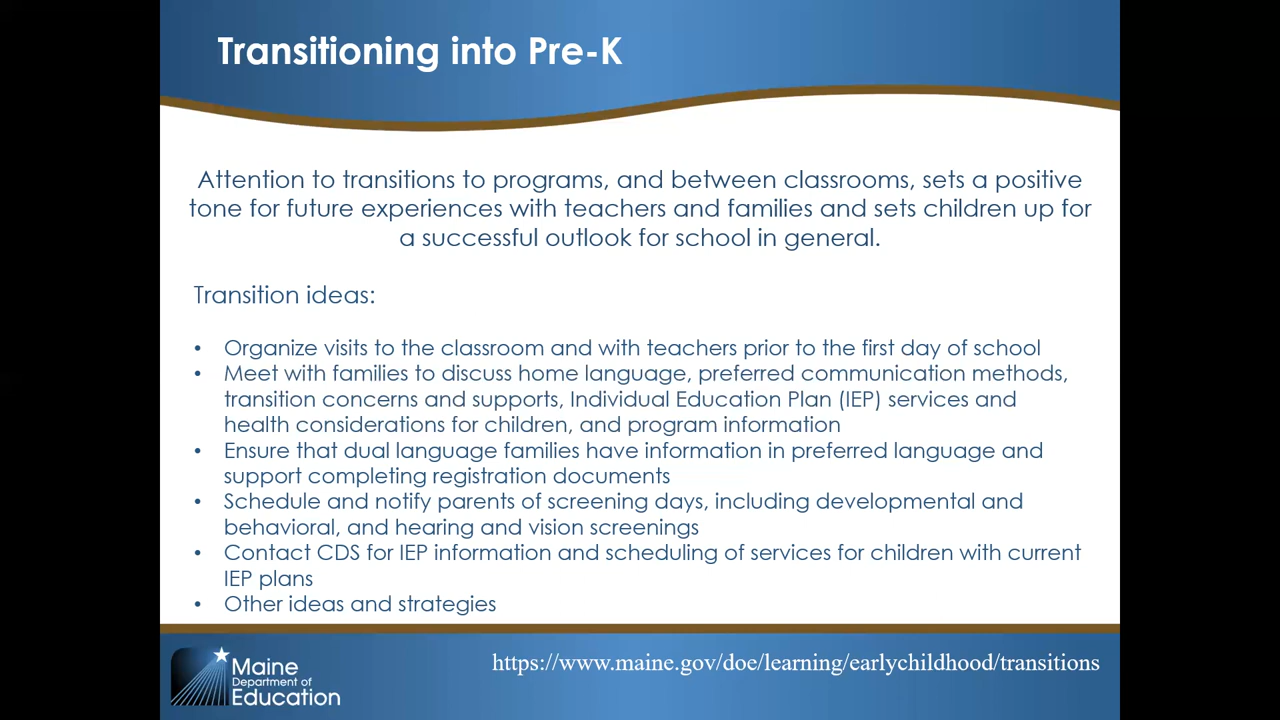 Transitioning into Pre-K
Attention to transitions to programs, and between classrooms, sets a positive
tone for future experiences with teachers and families and sets children up for
a successful outlook for school in general.
Transition ideas:
• Organize visits to the classroom and with teachers prior to the first day of school
• Meet with families to discuss home language, preferred communication methods,
transition concerns and supports, Individual Education Plan (IEP) services and
health considerations for children, and program information
• Ensure that dual language families have information in preferred language and
support completing registration documents
• Schedule and notify parents of screening days, including developmental and
behavioral, and hearing and vision screenings
• Contact CDS for IEP information and scheduling of services for children with current
IEP plans
• Other ideas and strategies
Maine
Department of
Education
https://www.maine.gov/doe/learning/earlychildhood/transitions